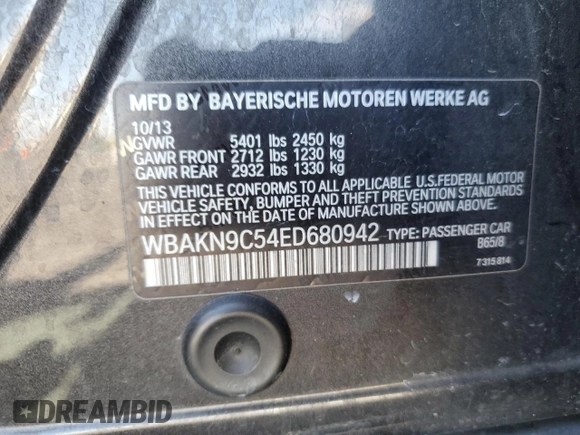 MFD BY BAYERISCHE MOTOREN WERKE AG
10/13
GVWR 5401 lbs 2450 kg
GAWR FRONT 2712 lbs 1230 kg
GAWR REAR 2932 lbs 1330 kg
THIS VEHICLE CONFORMS TO ALL APPLICABLE U.S.FEDERAL MOTOR
VEHICLE SAFETY, BUMPER AND THEFT PREVENTION STANDARDS
IN EFFECT ON THE DATE OF MANUFACTURE SHOWN ABOVE.
WBAKN9C54ED680942 TYPE: PASSENGER CAR
B65/8
7315814
DREAMBID